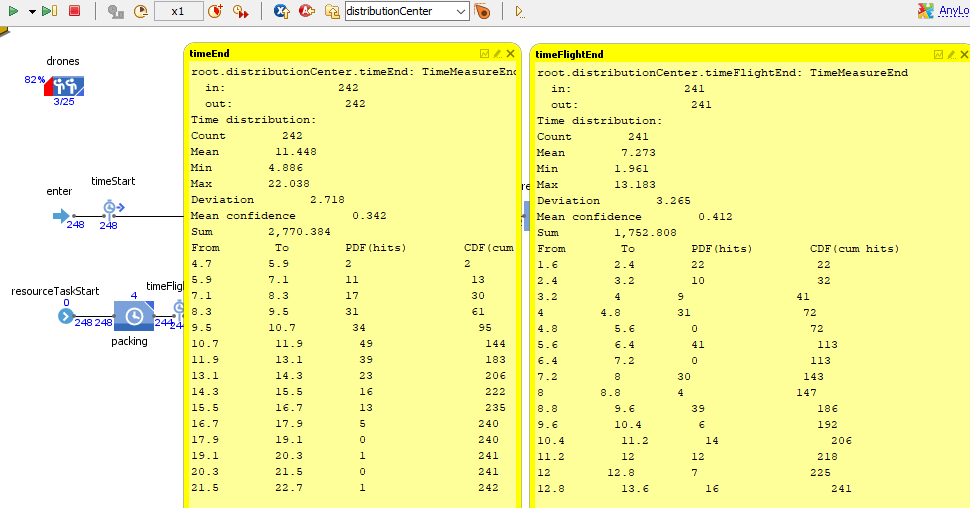 x1 distributionCenter AnyLo
drones
82%
3/25
enter
timeStart
248 248
resourceTaskStart
timeFlig
0
4
248 248
244
packing
timeEnd
root.distributionCenter.timeEnd: TimeMeasureEnd
in: 242
out: 242
Time distribution:
Count 242
Mean 11.448
Min 4.886
Max 22.038
Deviation 2.718
Mean confidence 0.342
Sum 2,770.384
From To PDF(hits) CDF(cum
4.7 5.9 2 2
5.9 7.1 11 13
7.1 8.3 17 30
8.3 9.5 31 61
9.5 10.7 34 95
10.7 11.9 49 144
11.9 13.1 39 183
13.1 14.3 23 206
14.3 15.5 16 222
15.5 16.7 13 235
16.7 17.9 5 240
17.9 19.1 0 240
19.1 20.3 1 241
20.3 21.5 0 241
21.5 22.7 1 242
timeFlightEnd
root.distributionCenter.timeFlightEnd: TimeMeasureEnd
in: 241
out: 241
Time distribution:
Count 241
Mean 7.273
Min 1.961
Max 13.183
Deviation 3.265
Mean confidence 0.412
Sum 1,752.808
From To PDF(hits) CDF(cum hits)
1.6 2.4 22 22
2.4 3.2 10 32
3.2 4 9 41
4 4.8 31 72
4.8 5.6 0 72
5.6 6.4 41 113
6.4 7.2 0 113
7.2 8 30 143
8 8.8 4 147
8.8 9.6 39 186
9.6 10.4 6 192
10.4 11.2 14 206
11.2 12 12 218
12 12.8 7 225
12.8 13.6 16 241